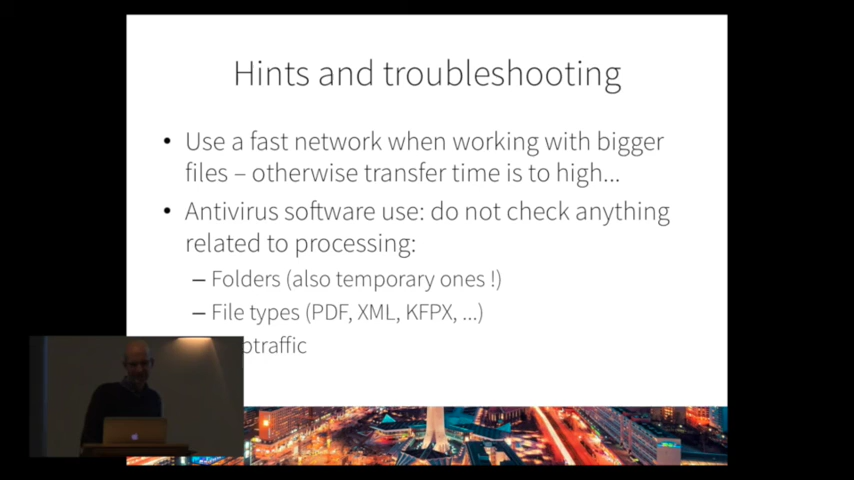 Hints and troubleshooting
• Use a fast network when working with bigger
files – otherwise transfer time is to high...
• Antivirus software use: do not check anything
related to processing:
– Folders (also temporary ones !)
– File types (PDF, XML, KFPX, ...)